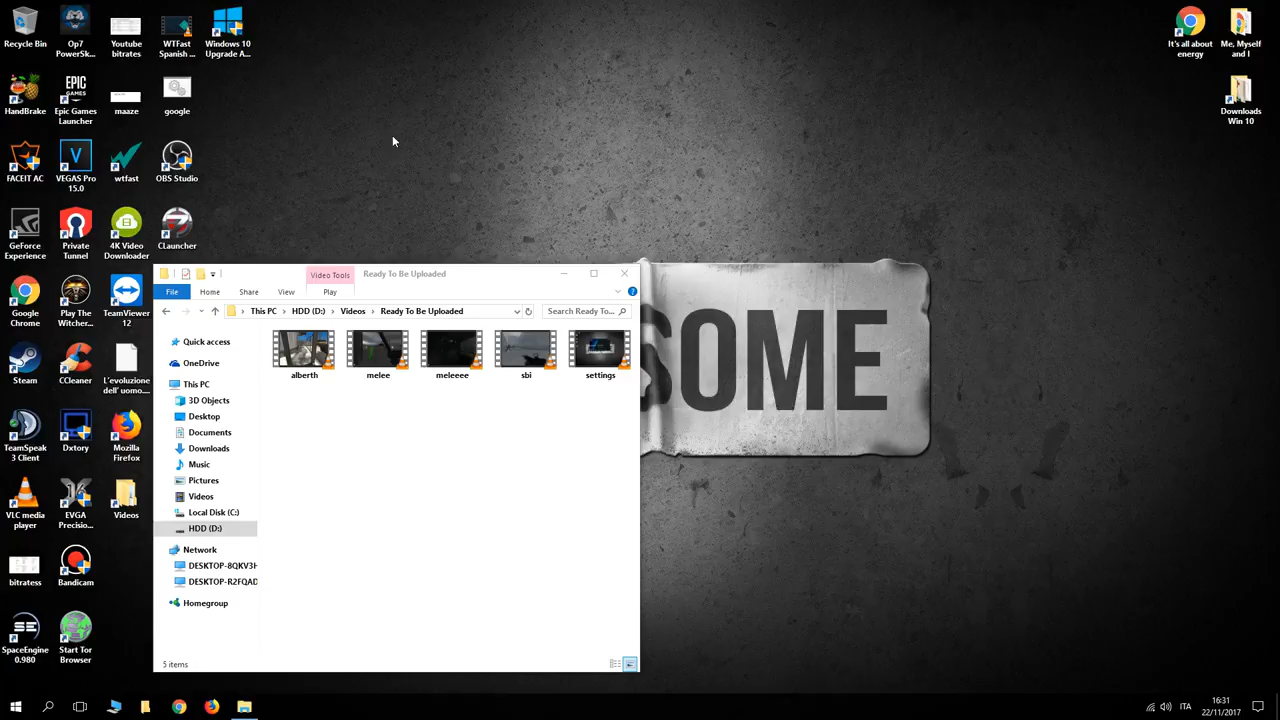 Recycle Bin
Op7 PowerSk...
Youtube bitrates
WTFast Spanish ...
Windows 10 Upgrade A...
It's all about energy
Me, Myself and I
HandBrake
Epic Games Launcher
EPIC GAMES
maaze
google
Downloads Win 10
FACEIT AC
VEGAS Pro 15.0
wtfast
OBS Studio
GeForce Experience
Private Tunnel
4K Video Downloader
CLauncher
Google Chrome
Play The Witcher...
TeamViewer 12
Steam
CCleaner
L'evoluzione dell' uomo....
TeamSpeak 3 Client
Dxtory
Mozilla Firefox
VLC media player
EVGA Precisio...
Videos
bitratess
Bandicam
SpaceEngine 0.980
Start Tor Browser
Video Tools
Ready To Be Uploaded
File
Home
Share
View
Play
This PC
HDD (D:)
Videos
Ready To Be Uploaded
Search Ready To...
Quick access
OneDrive
This PC
3D Objects
Desktop
Documents
Downloads
Music
Pictures
Videos
Local Disk (C:)
HDD (D:)
Network
DESKTOP-8QKV3H
DESKTOP-R2FQAD
Homegroup
alberth
melee
meleeee
sbi
settings
5 items
SOME
ITA
16:31
22/11/2017